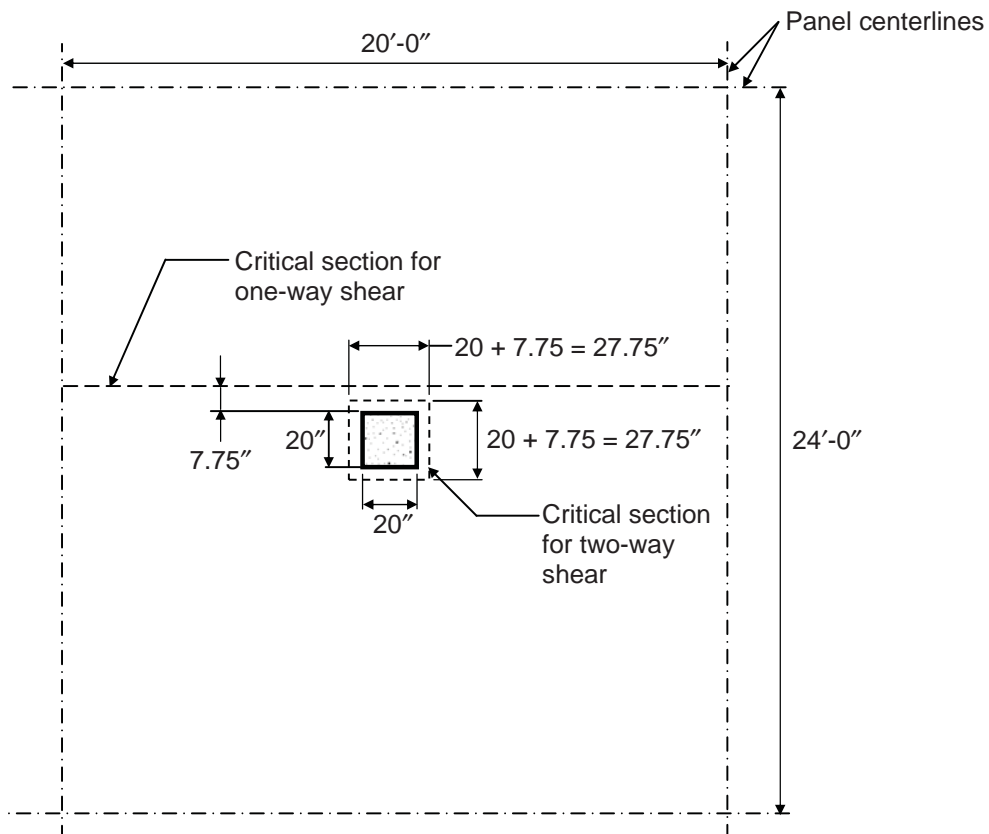 Panel centerlines
20′-0″
Critical section for
one-way shear
20 + 7.75 = 27.75″
20″
20 + 7.75 = 27.75″
24′-0″
7.75″
20″
Critical section
for two-way
shear